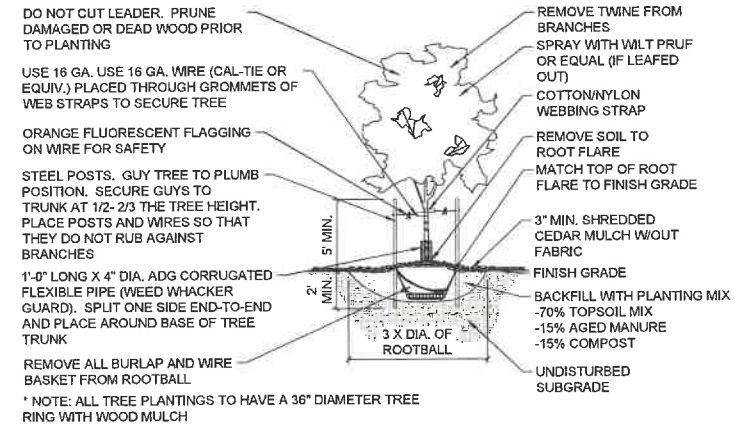 DO NOT CUT LEADER. PRUNE
DAMAGED OR DEAD WOOD PRIOR
TO PLANTING
USE 16 GA. USE 16 GA. WIRE (CAL-TIE OR
EQUIV.) PLACED THROUGH GROMMETS OF
WEB STRAPS TO SECURE TREE
ORANGE FLUORESCENT FLAGGING
ON WIRE FOR SAFETY
STEEL POSTS. GUY TREE TO PLUMB
POSITION. SECURE GUYS TO
TRUNK AT 1/2- 2/3 THE TREE HEIGHT.
PLACE POSTS AND WIRES SO THAT
THEY DO NOT RUB AGAINST
BRANCHES
1'-0" LONG X 4" DIA. ADG CORRUGATED
FLEXIBLE PIPE (WEED WHACKER
GUARD). SPLIT ONE SIDE END-TO-END
AND PLACE AROUND BASE OF TREE
TRUNK
REMOVE ALL BURLAP AND WIRE
BASKET FROM ROOTBALL
* NOTE: ALL TREE PLANTINGS TO HAVE A 36" DIAMETER TREE
RING WITH WOOD MULCH
5' MIN.
2'
MIN.
3 X DIA. OF
ROOTBALL
REMOVE TWINE FROM
BRANCHES
SPRAY WITH WILT PRUF
OR EQUAL (IF LEAFED
OUT)
COTTON/NYLON
WEBBING STRAP
REMOVE SOIL TO
ROOT FLARE
MATCH TOP OF ROOT
FLARE TO FINISH GRADE
3" MIN. SHREDDED
CEDAR MULCH W/OUT
FABRIC
FINISH GRADE
BACKFILL WITH PLANTING MIX
-70% TOPSOIL MIX
-15% AGED MANURE
-15% COMPOST
UNDISTURBED
SUBGRADE